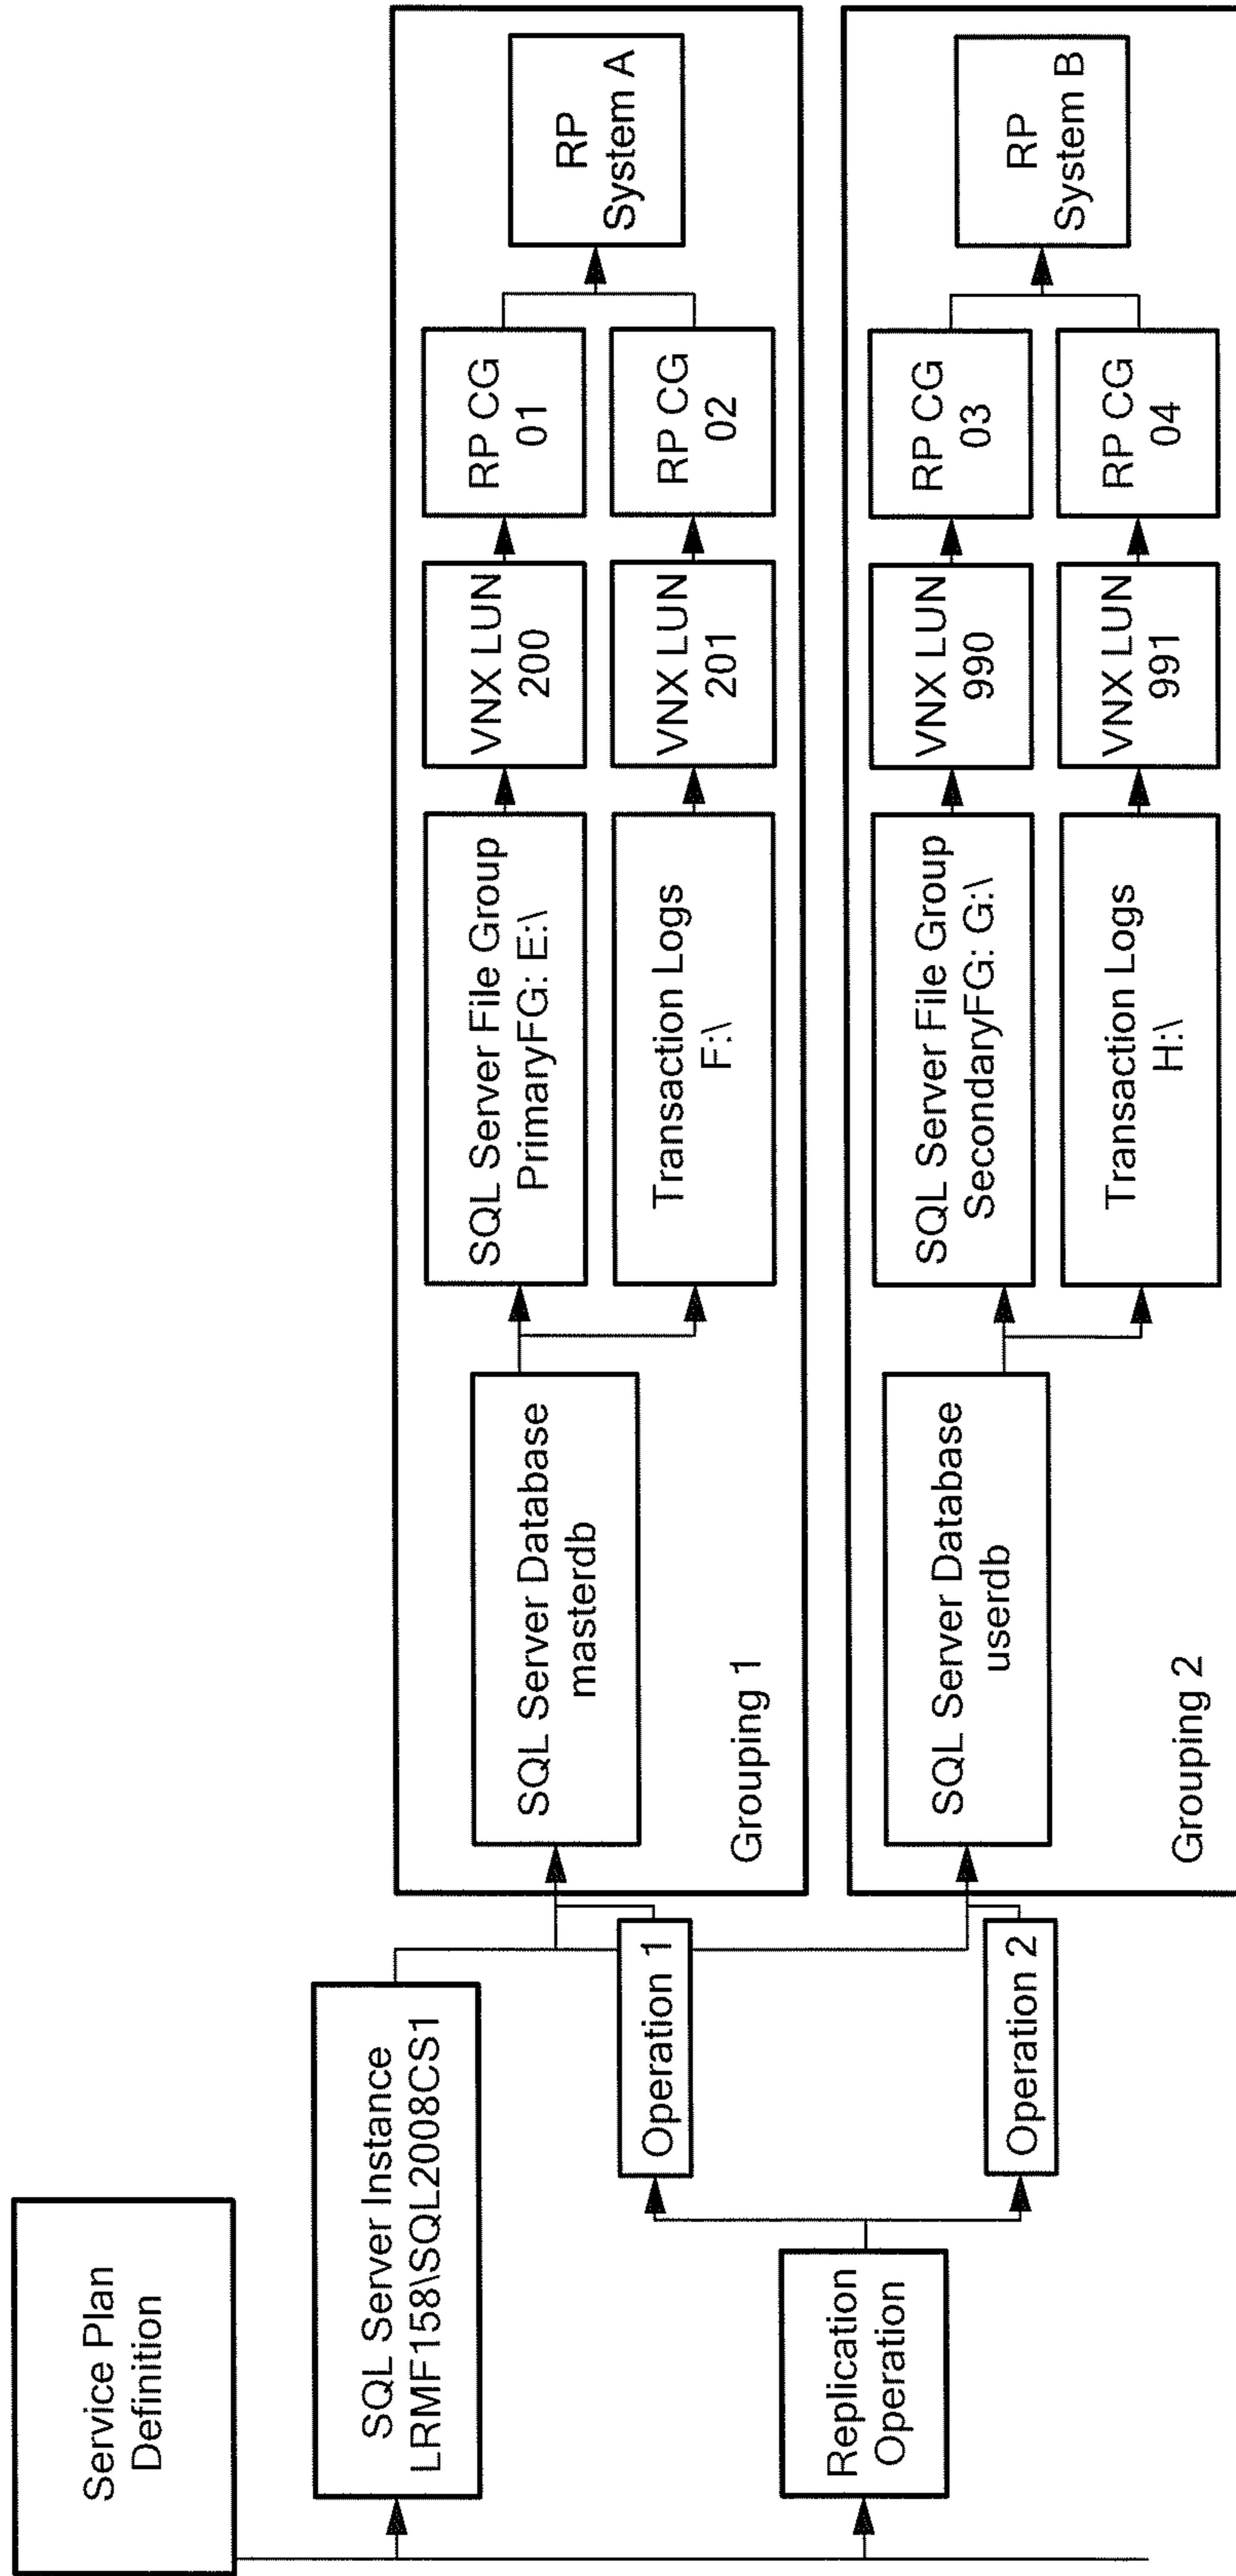 Service Plan
Definition
SQL Server Instance
LRMF158\SQL2008CS1
Replication
Operation
Operation 1
Operation 2
SQL Server Database
masterdb
Grouping 1
SQL Server File Group
PrimaryFG: E:\
Transaction Logs
F:\
VNX LUN
200
VNX LUN
201
RP CG
01
RP CG
02
RP
System A
SQL Server Database
userdb
Grouping 2
SQL Server File Group
SecondaryFG: G:\
Transaction Logs
H:\
VNX LUN
990
VNX LUN
991
RP CG
03
RP CG
04
RP
System B